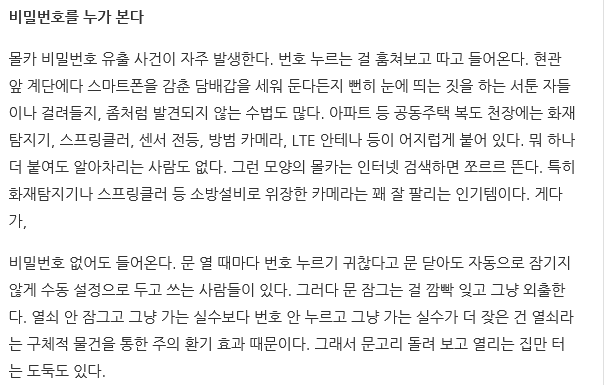 비밀번호를 누가 본다
몰카 비밀번호 유출 사건이 자주 발생한다. 번호 누르는 걸 훔쳐보고 따고 들어온다. 현관
앞 계단에다 스마트폰을 감춘 담배갑을 세워 둔다든지 뻔히 눈에 띄는 짓을 하는 서툰 자들
이나 걸려들지, 좀처럼 발견되지 않는 수법도 많다. 아파트 등 공동주택 복도 천장에는 화재
탐지기, 스프링클러, 센서 전등, 방범 카메라, LTE 안테나 등이 어지럽게 붙어 있다. 뭐 하나
더 붙여도 알아차리는 사람도 없다. 그런 모양의 몰카는 인터넷 검색하면 쪼르르 뜬다. 특히
화재탐지기나 스프링클러 등 소방설비로 위장한 카메라는 꽤 잘 팔리는 인기템이다. 게다
가,
비밀번호 없어도 들어온다. 문 열 때마다 번호 누르기 귀찮다고 문 닫아도 자동으로 잠기지
않게 수동 설정으로 두고 쓰는 사람들이 있다. 그러다 문 잠그는 걸 깜빡 잊고 그냥 외출한
다. 열쇠 안 잠그고 그냥 가는 실수보다 번호 안 누르고 그냥 가는 실수가 더 잦은 건 열쇠라
는 구체적 물건을 통한 주의 환기 효과 때문이다. 그래서 문고리 돌려 보고 열리는 집만 터
는 도둑도 있다.